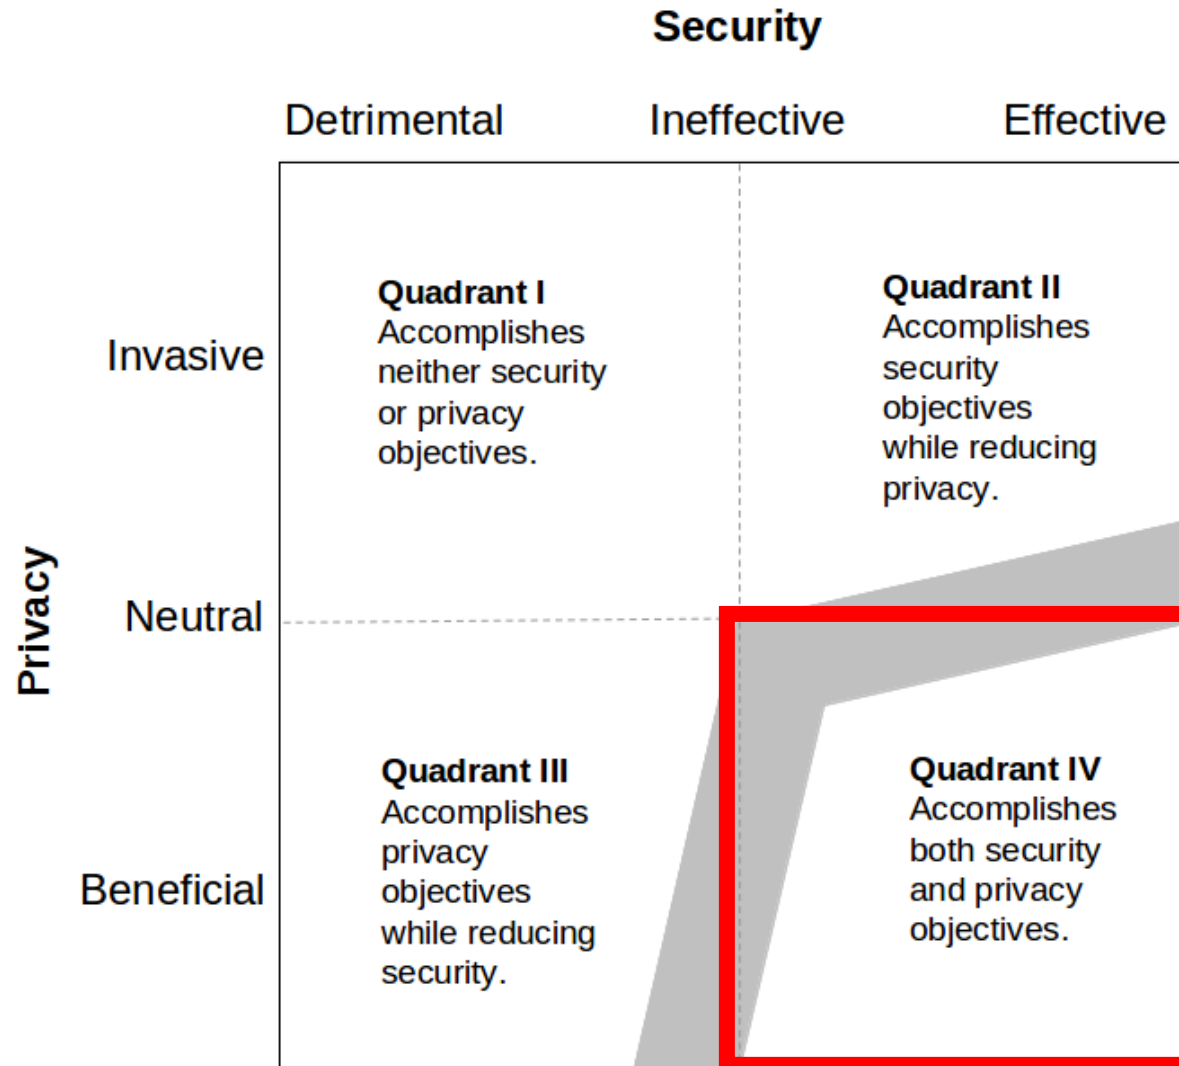 Security
Detrimental
Ineffective
Effective
Privacy
Invasive
Neutral
Beneficial
Quadrant I
Accomplishes
neither security
or privacy
objectives.
Quadrant II
Accomplishes
security
objectives
while reducing
privacy.
Quadrant III
Accomplishes
privacy
objectives
while reducing
security.
Quadrant IV
Accomplishes
both security
and privacy
objectives.